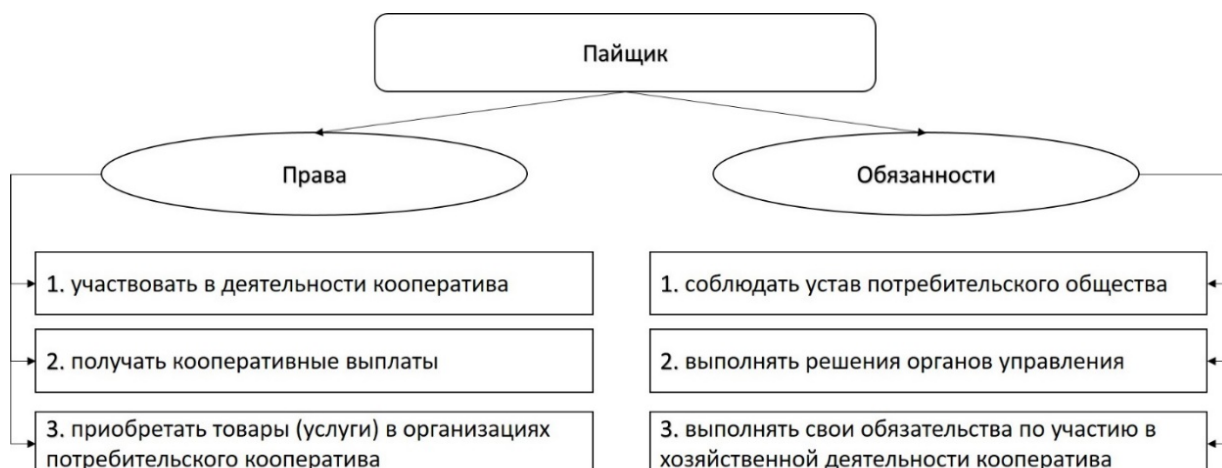 Пайщик
Права
Обязанности
1. участвовать в деятельности кооператива
2. получать кооперативные выплаты
3. приобретать товары (услуги) в организациях
потребительского кооператива
1. соблюдать устав потребительского общества
2. выполнять решения органов управления
3. выполнять свои обязательства по участию в
хозяйственной деятельности кооператива